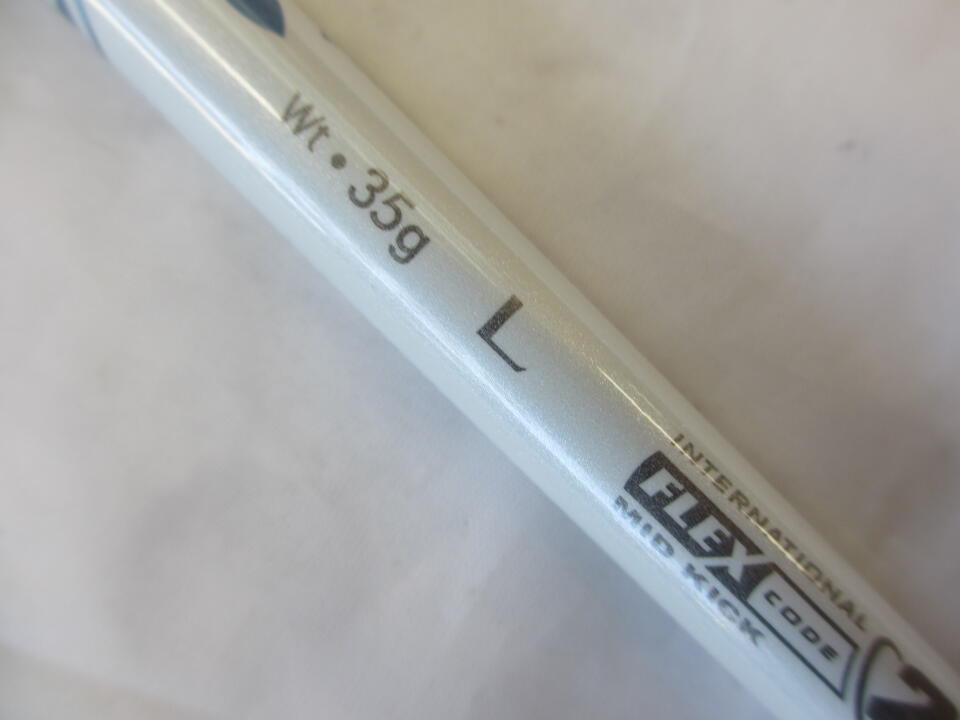 Wt • 35g
L
INTERNATIONAL
FLEX CODE
MID KICK